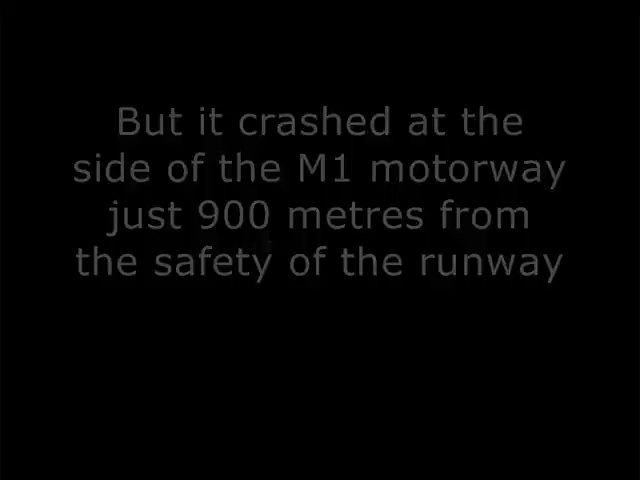 But it crashed at the
side of the M1 motorway
just 900 metres from
the safety of the runway